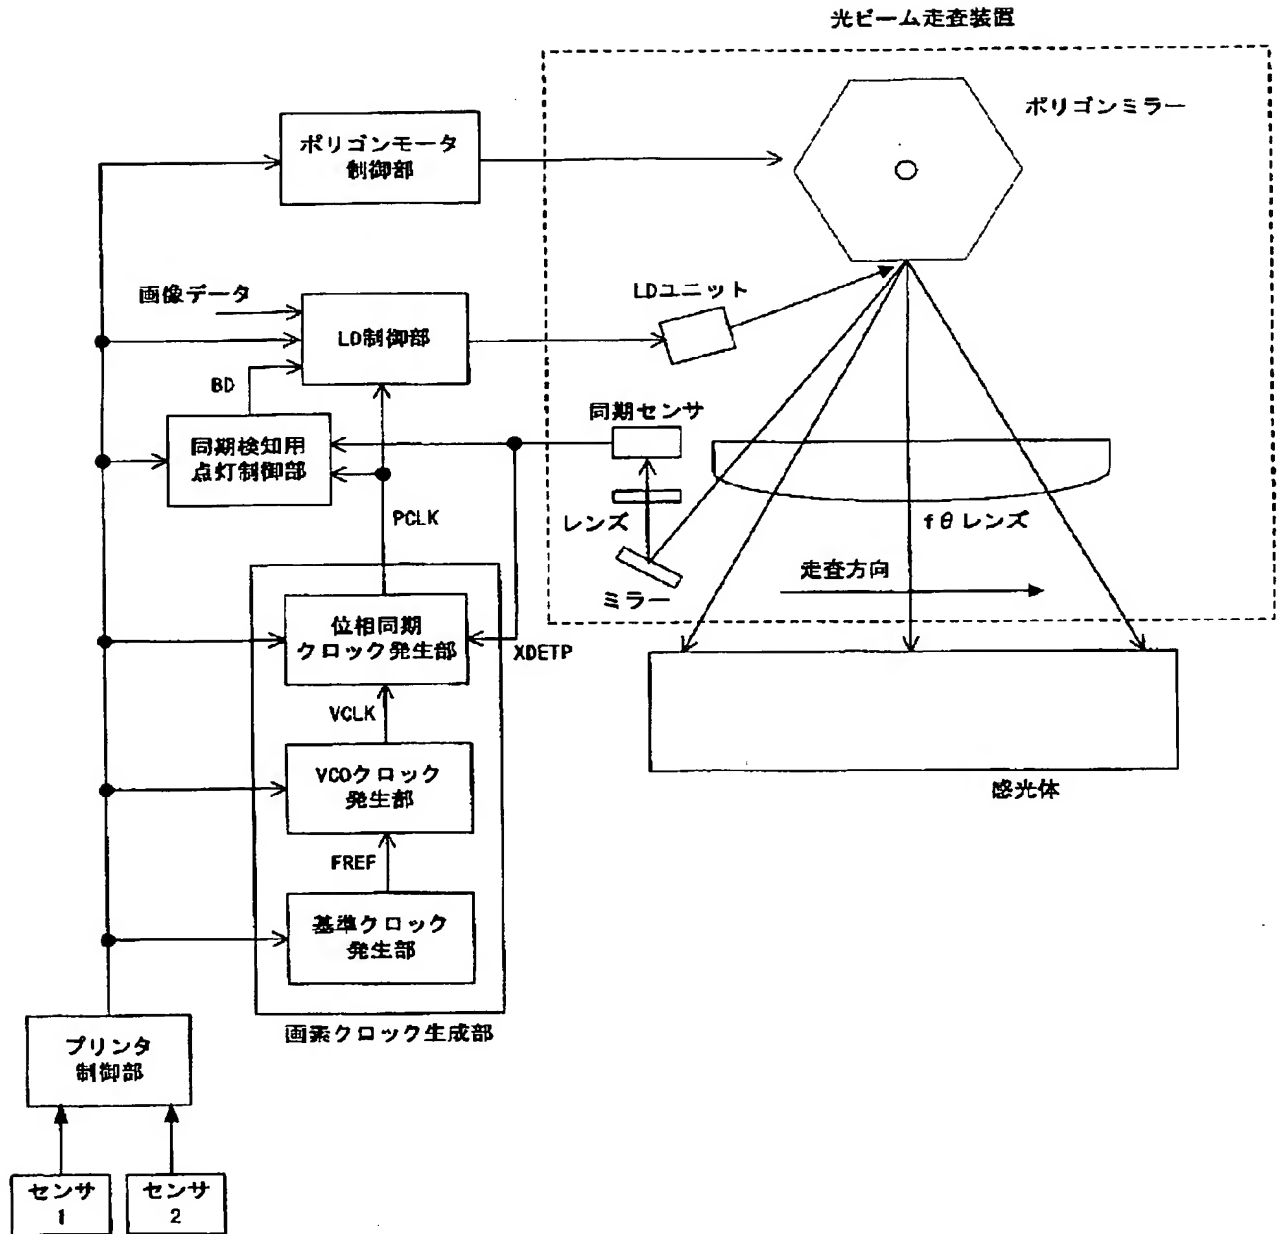 光ビーム走査装置
ポリゴンミラー
ポリゴンモータ
制御部
画像データ
LD制御部
LDユニット
BD
同期検知用
点灯制御部
同期センサ
レンズ
ミラー
fθレンズ
走査方向
PCLK
位相同期
クロック発生部
XDETP
VCLK
VCOクロック
発生部
FREF
基準クロック
発生部
画素クロック生成部
感光体
プリンタ
制御部
センサ
1
センサ
2